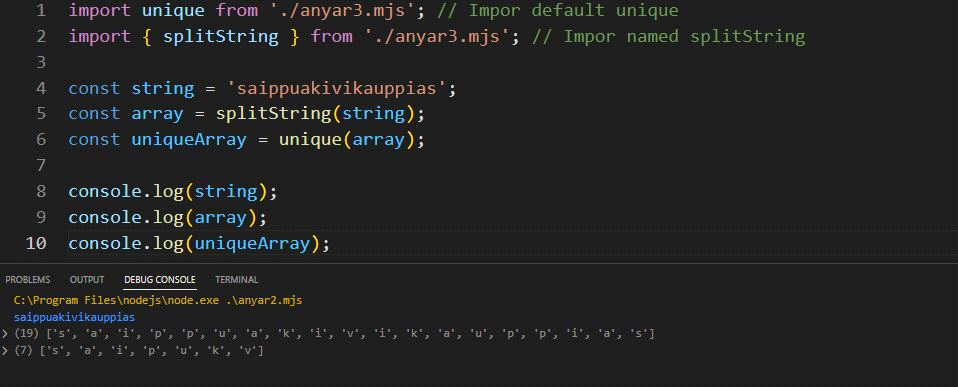 1 import unique from './anyar3.mjs'; // Impor default unique
2 import { splitString } from './anyar3.mjs'; // Impor named splitString
3
4 const string = 'saippuakivikauppias';
5 const array = splitString(string);
6 const uniqueArray = unique(array);
7
8 console.log(string);
9 console.log(array);
10 console.log(uniqueArray);
PROBLEMS OUTPUT DEBUG CONSOLE TERMINAL
C:\Program Files\nodejs\node.exe .\anyar2.mjs
saippuakivikauppias
> (19) ['s', 'a', 'i', 'p', 'p', 'u', 'a', 'k', 'i', 'v', 'i', 'k', 'a', 'u', 'p', 'p', 'i', 'a', 's']
> (7) ['s', 'a', 'i', 'p', 'u', 'k', 'v']